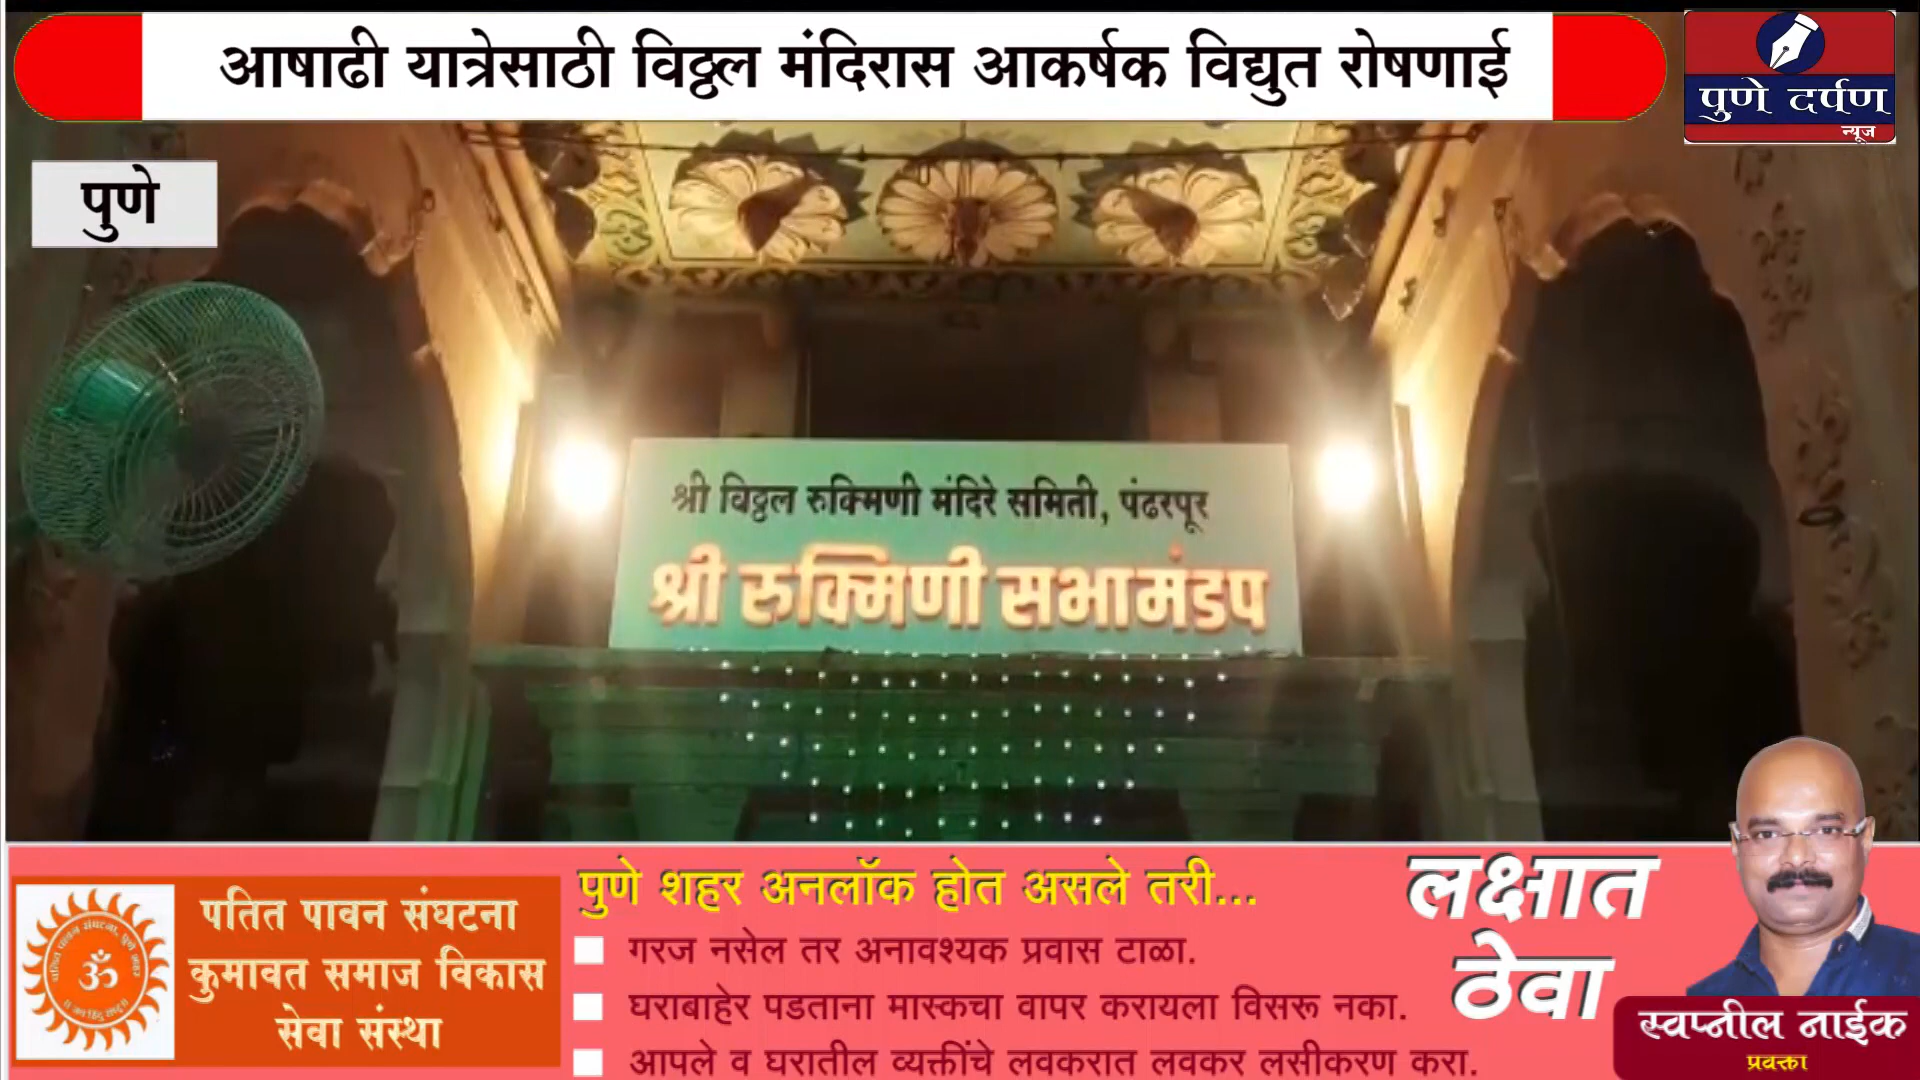 आषाढी यात्रेसाठी विठ्ठल मंदिरास आकर्षक विद्युत रोषणाई
पुणे दर्पण
न्यूज
पुणे
श्री विठ्ठल रुक्मिणी मंदिरे समिती, पंढरपूर
श्री रुक्मिणी सभामंडप
पतित पावन संघटना
कुमावत समाज विकास
सेवा संस्था
पुणे शहर अनलॉक होत असले तरी...
गरज नसेल तर अनावश्यक प्रवास टाळा.
घराबाहेर पडताना मास्कचा वापर करायला विसरू नका.
आपले व घरातील व्यक्तींचे लवकरात लवकर लसीकरण करा.
लक्षात
ठेवा
स्वप्नील नाईक
प्रवक्ता